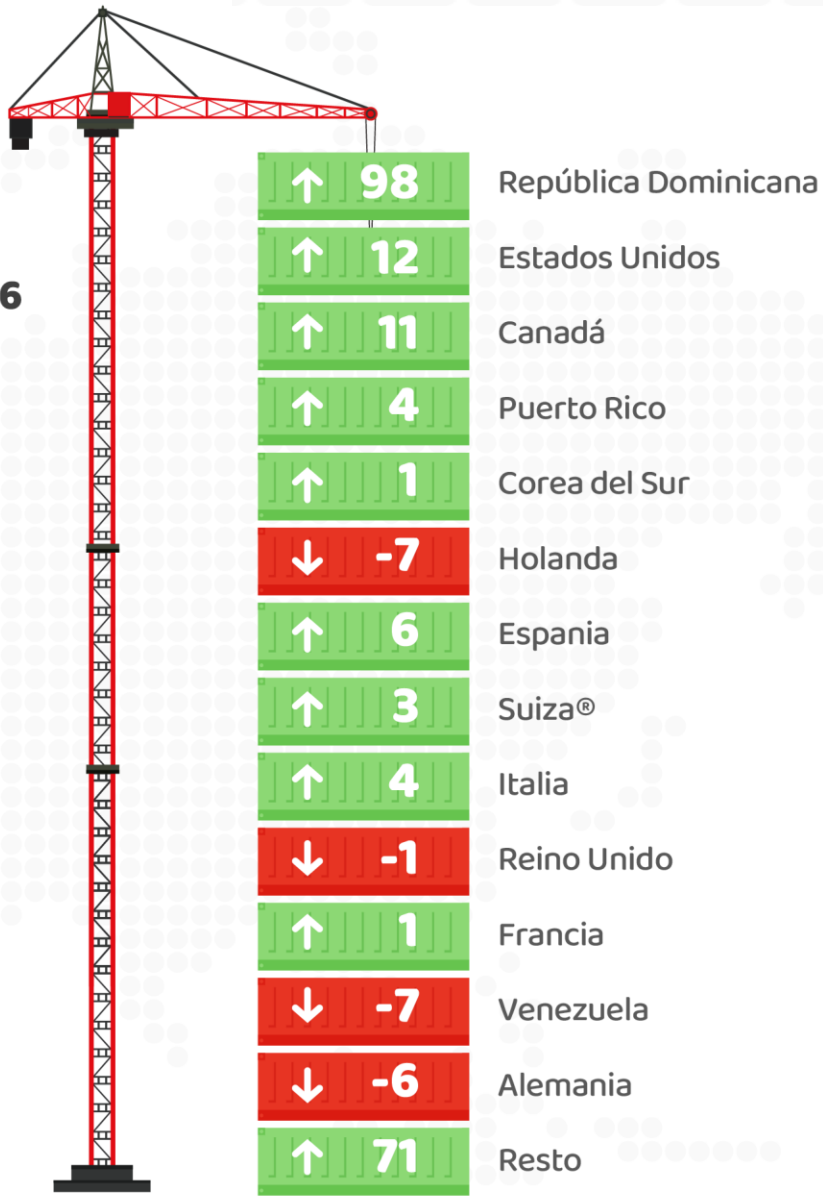 98 República Dominicana
12 Estados Unidos
6
11 Canadá
4 Puerto Rico
1 Corea del Sur
-7 Holanda
6 Espania
3 Suiza®
4 Italia
-1 Reino Unido
1 Francia
-7 Venezuela
-6 Alemania
71 Resto